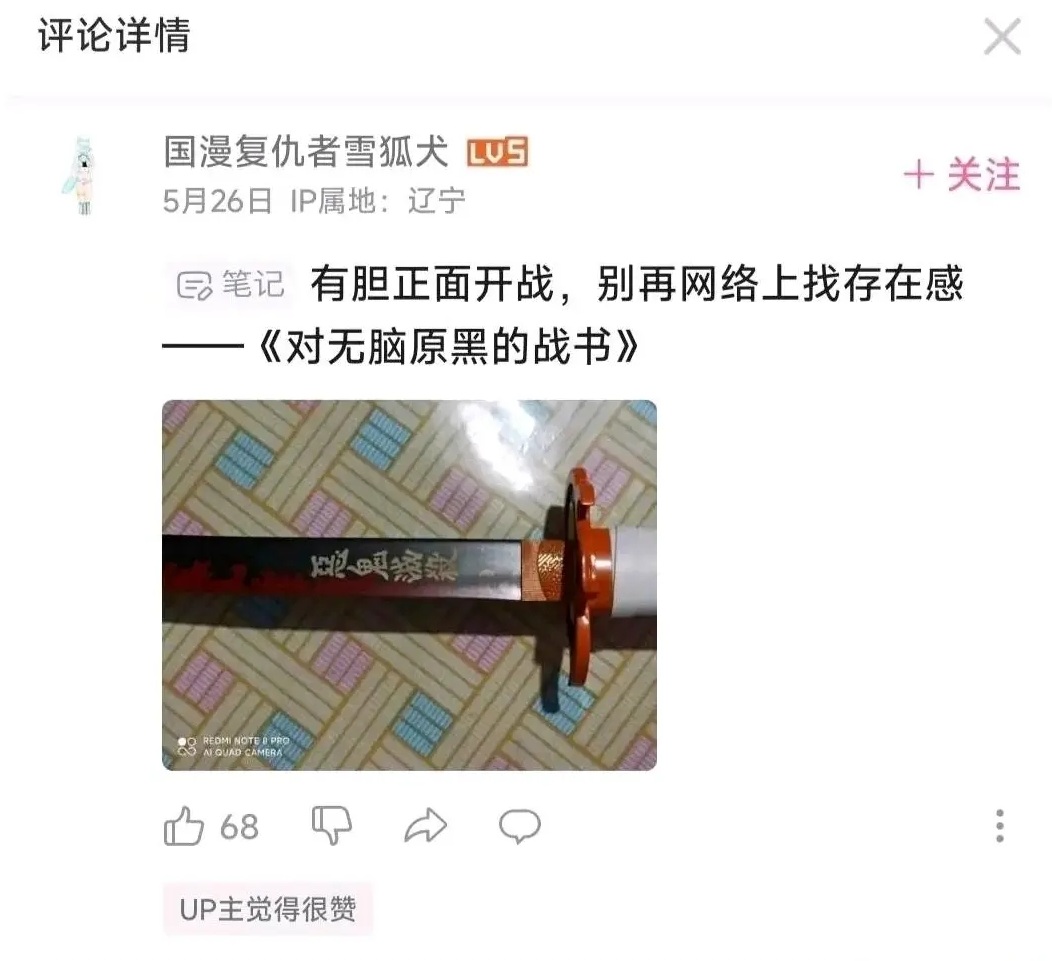 评论详情
国漫复仇者雪狐犬 LV5
5月26日 IP属地：辽宁
+ 关注
笔记 有胆正面开战，别再网络上找存在感
——《对无脑原黑的战书》
惡鬼滅殺
REDMI NOTE 8 PRO
AI QUAD CAMERA
68
UP主觉得很赞